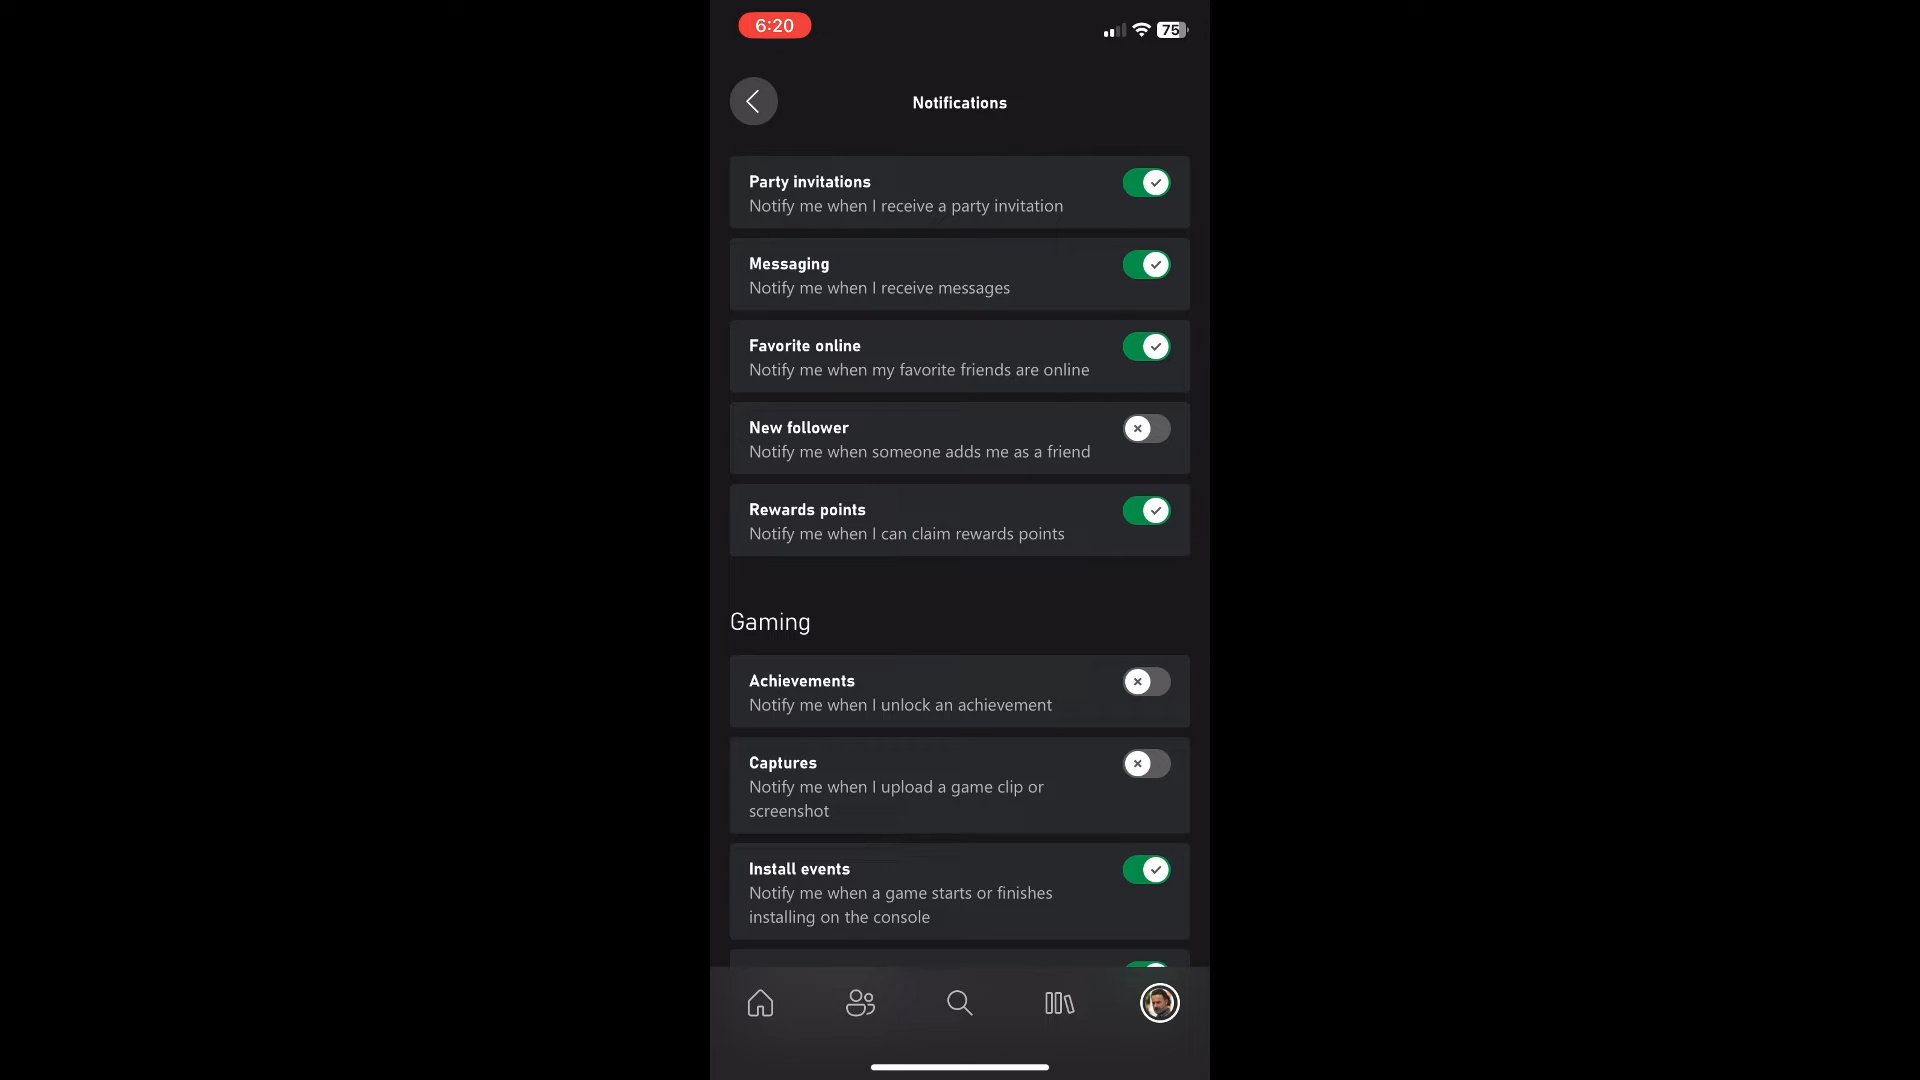 6:20
75
Notifications
Party invitations
Notify me when I receive a party invitation
Messaging
Notify me when I receive messages
Favorite online
Notify me when my favorite friends are online
New follower
Notify me when someone adds me as a friend
Rewards points
Notify me when I can claim rewards points
Gaming
Achievements
Notify me when I unlock an achievement
Captures
Notify me when I upload a game clip or
screenshot
Install events
Notify me when a game starts or finishes
installing on the console